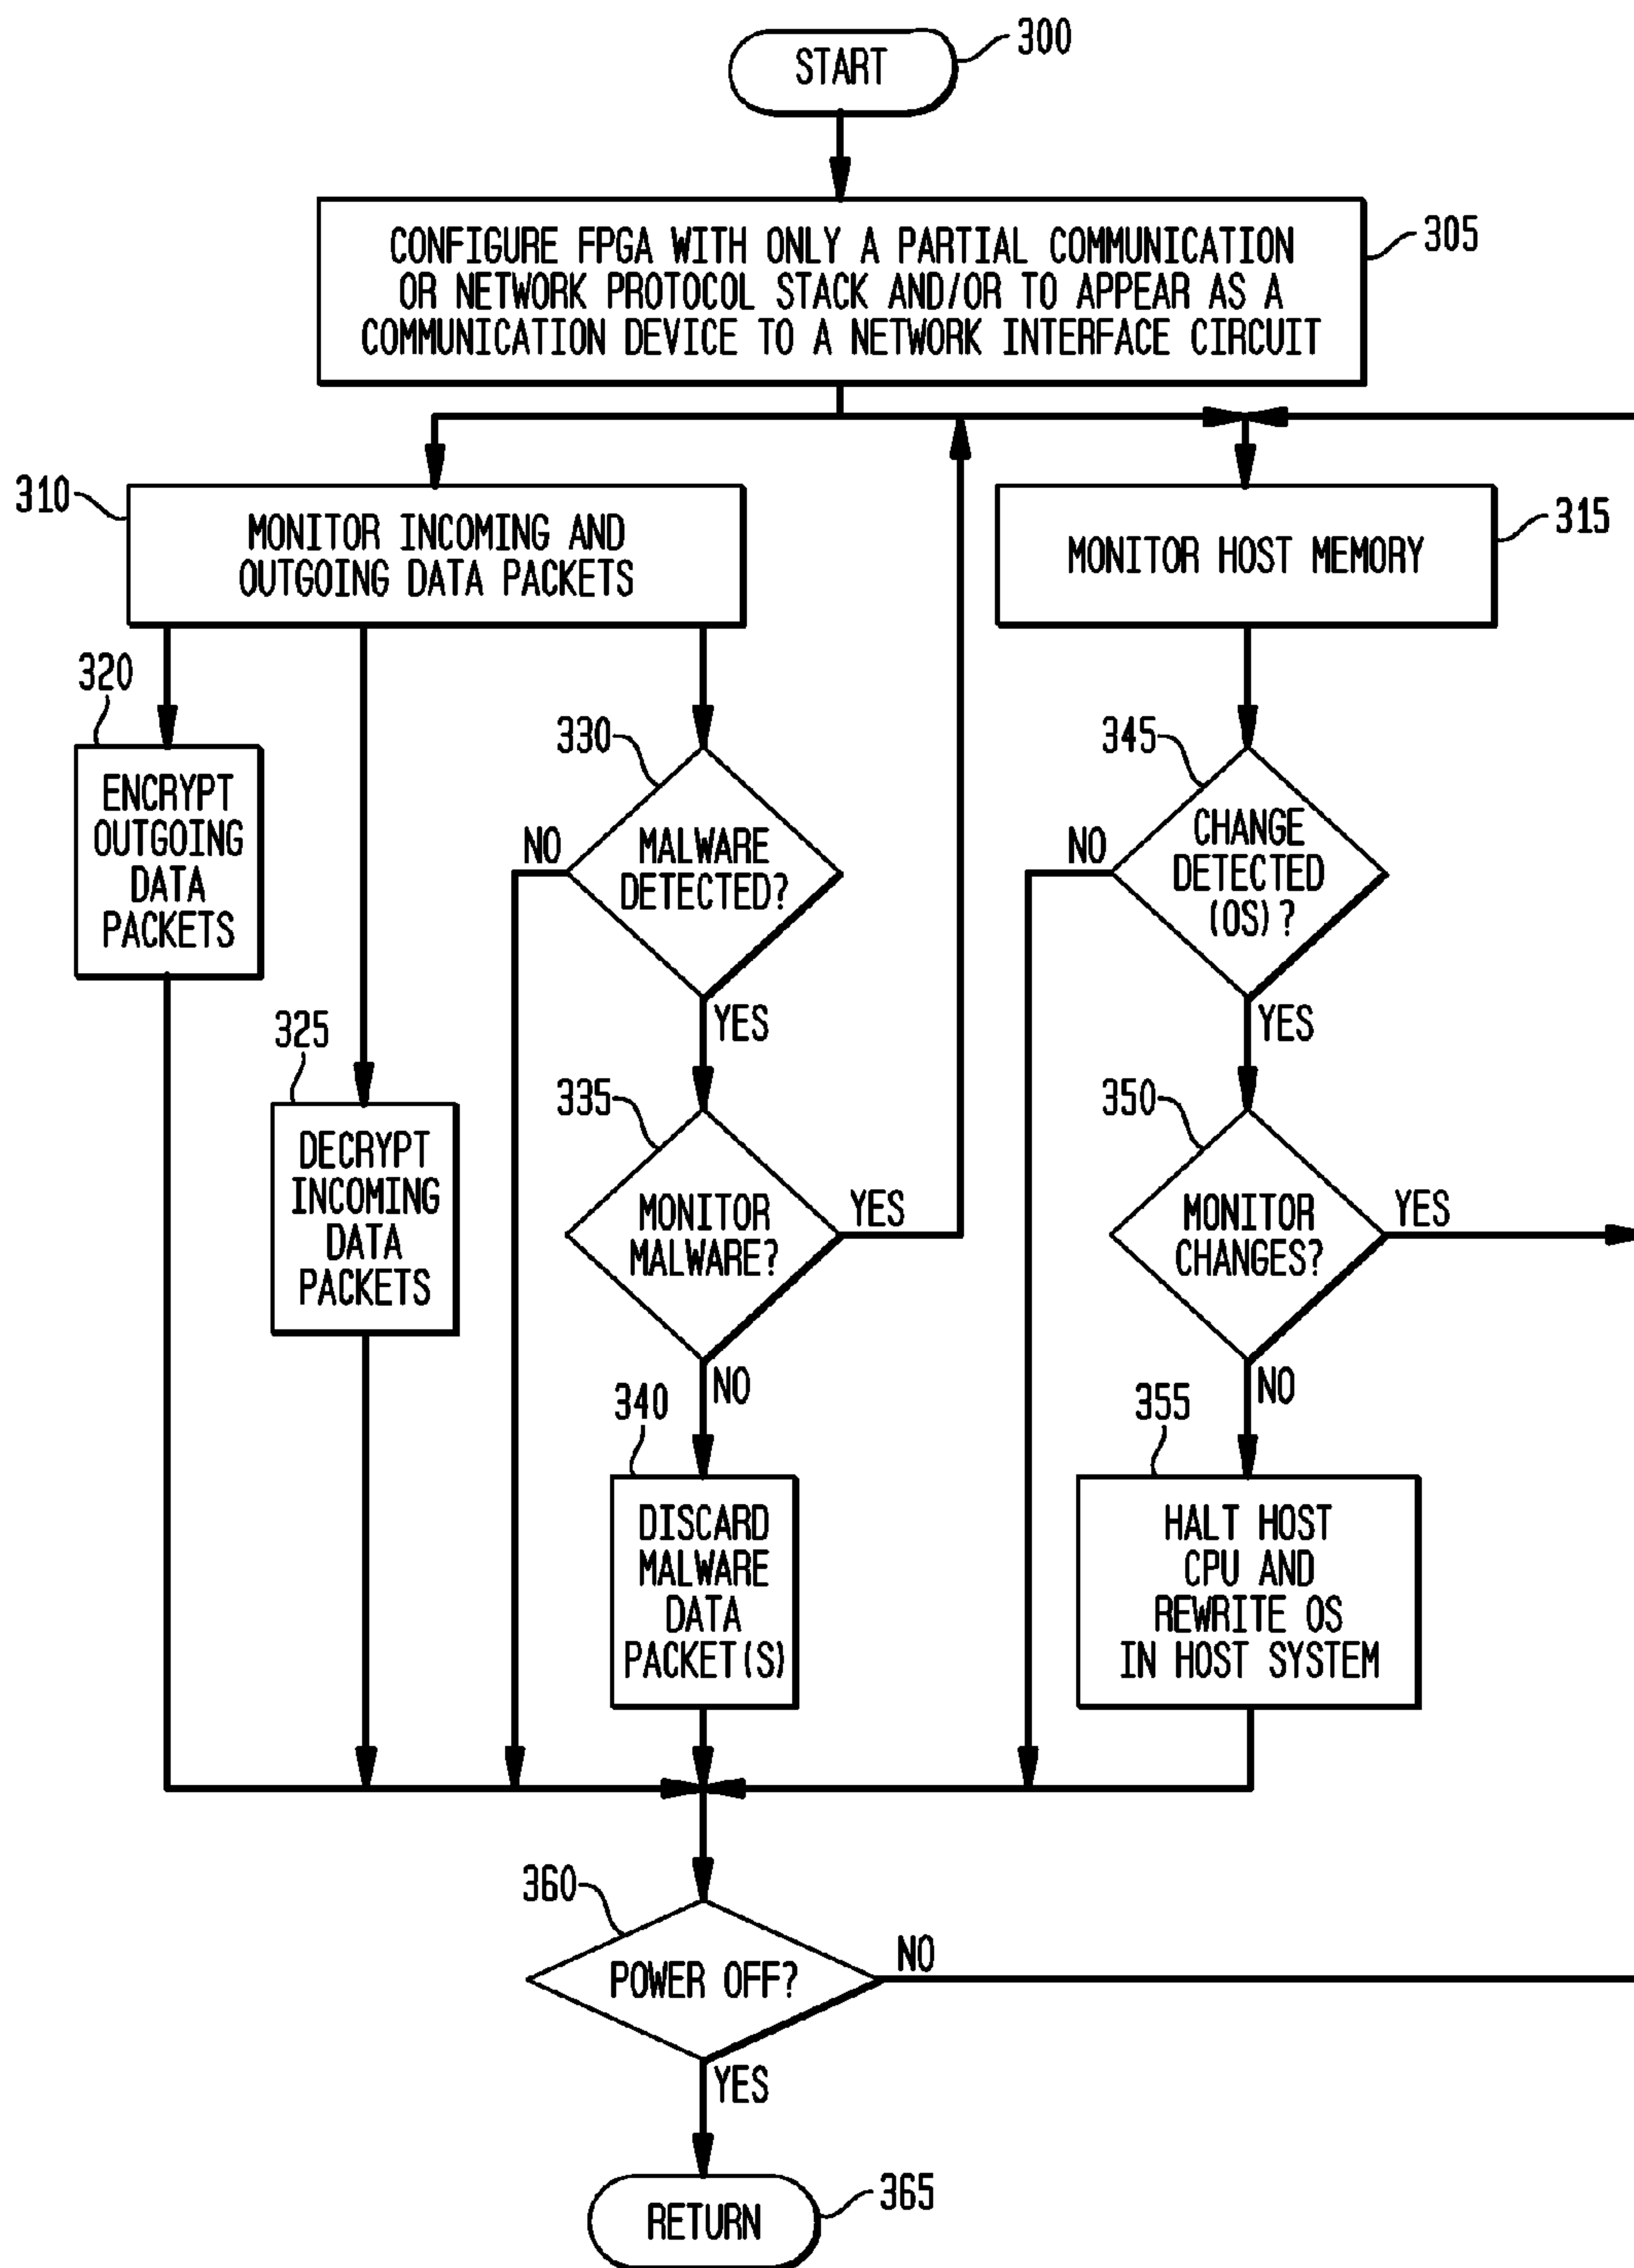 START
300
CONFIGURE FPGA WITH ONLY A PARTIAL COMMUNICATION
OR NETWORK PROTOCOL STACK AND/OR TO APPEAR AS A
COMMUNICATION DEVICE TO A NETWORK INTERFACE CIRCUIT
305
310
MONITOR INCOMING AND
OUTGOING DATA PACKETS
MONITOR HOST MEMORY
315
320
ENCRYPT
OUTGOING
DATA
PACKETS
325
DECRYPT
INCOMING
DATA
PACKETS
330
MALWARE
DETECTED?
NO
YES
335
MONITOR
MALWARE?
YES
NO
340
DISCARD
MALWARE
DATA
PACKET(S)
345
CHANGE
DETECTED
(OS)?
NO
YES
350
MONITOR
CHANGES?
YES
NO
355
HALT HOST
CPU AND
REWRITE OS
IN HOST SYSTEM
360
POWER OFF?
NO
YES
RETURN
365